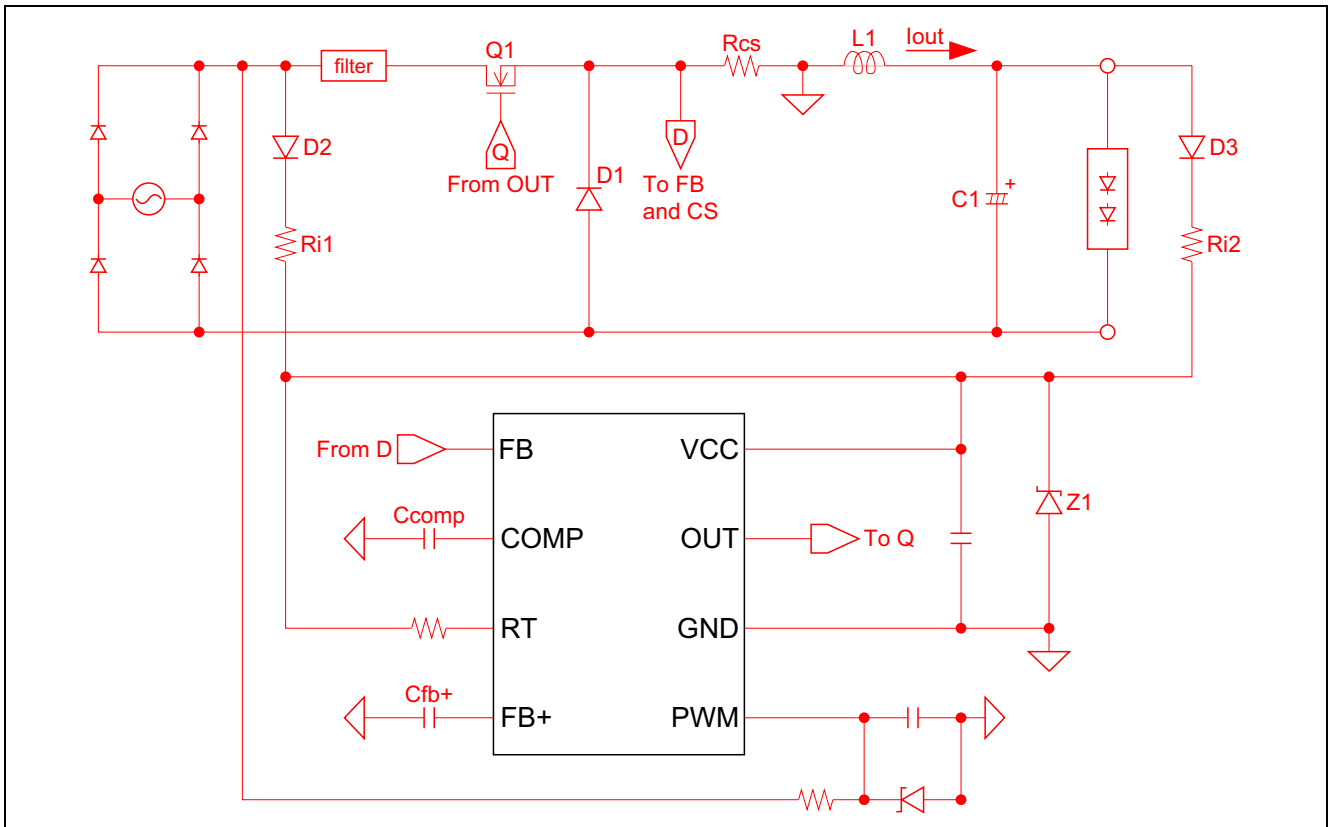 Q1
Rcs
L1
Iout
filter
D2
Q
From OUT
D1
D
To FB
and CS
C1
+
D3
Ri1
Ri2
From D
FB
VCC
Ccomp
COMP
OUT
To Q
Z1
RT
GND
Cfb+
FB+
PWM